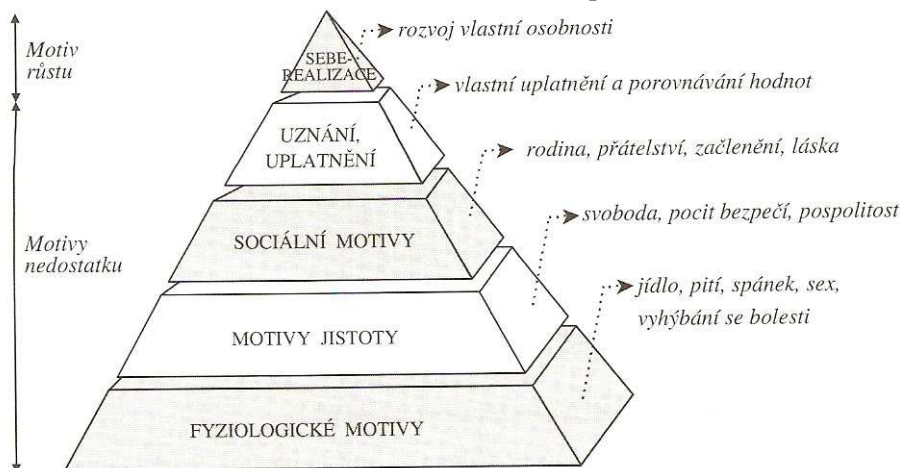 Motiv
růstu
SEBE-
REALIZACE
rozvoj vlastní osobnosti
vlastní uplatnění a porovnávání hodnot
UZNÁNÍ,
UPLATNĚNÍ
rodina, přátelství, začlenění, láska
SOCIÁLNÍ MOTIVY
svoboda, pocit bezpečí, pospolitost
Motivy
nedostatku
MOTIVY JISTOTY
jídlo, pití, spánek, sex,
vyhýbání se bolesti
FYZIOLOGICKÉ MOTIVY